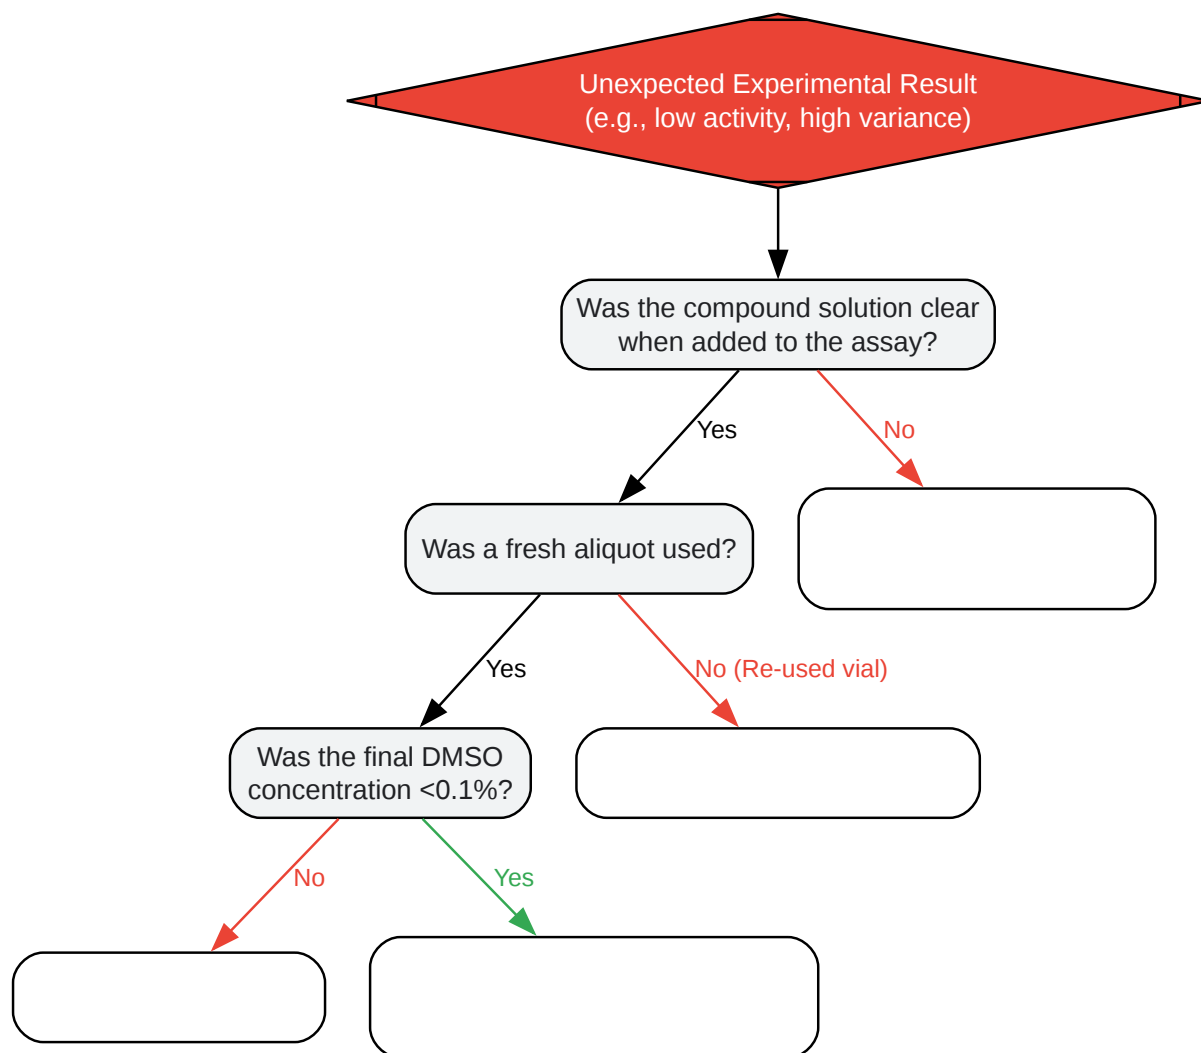 Unexpected Experimental Result
(e.g., low activity, high variance)
Was the compound solution clear
when added to the assay?
Yes
No
Was a fresh aliquot used?
Yes
No (Re-used vial)
Was the final DMSO
concentration <0.1%?
No
Yes